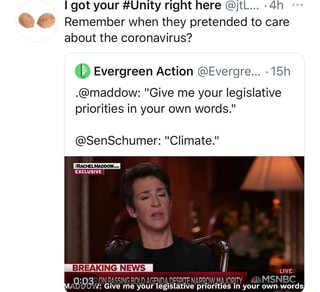 I got your #Unity right here @jtL... · 4h ...
Remember when they pretended to care
about the coronavirus?
Evergreen Action @Evergre... · 15h
.@maddow: "Give me your legislative
priorities in your own words."
@SenSchumer: "Climate."
RACHEL MADDOW
EXCLUSIVE
BREAKING NEWS
LIVE
0:03 ON PASSING BOLD AGENDA DESPITE NARROW MAJORITY MSNBC
MADDOW: Give me your legislative priorities in your own words